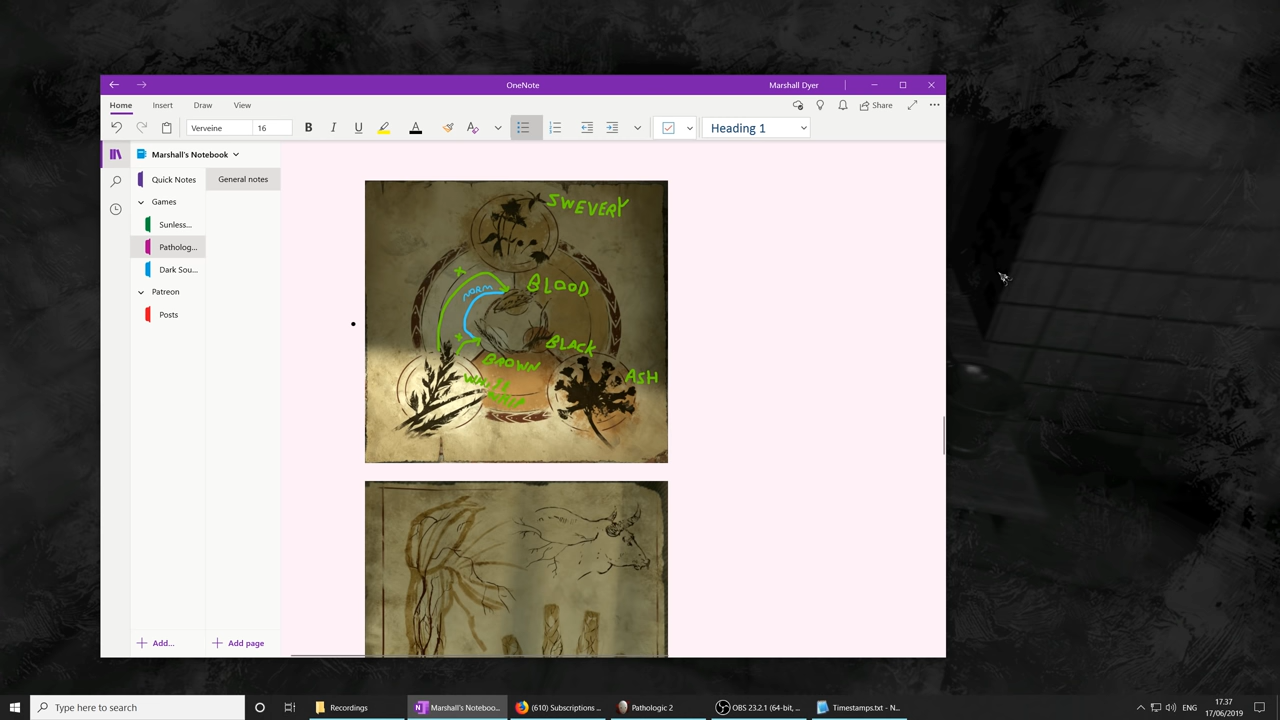 OneNote
Marshall Dyer
Home
Insert
Draw
View
Share
Verveine
16
B
I
U
A
Heading 1
Marshall's Notebook
Quick Notes
General notes
Games
Sunless...
Patholog...
Dark Sou...
Patreon
Posts
SWEVERY
BLOOD
NORM
BLACK
BROWN
ASH
Add...
Add page
Type here to search
Recordings
Marshall's Notebo...
(610) Subscriptions ...
Pathologic 2
OBS 23.2.1 (64-bit, ...
Timestamps.txt - N...
ENG
17.37
17/06/2019